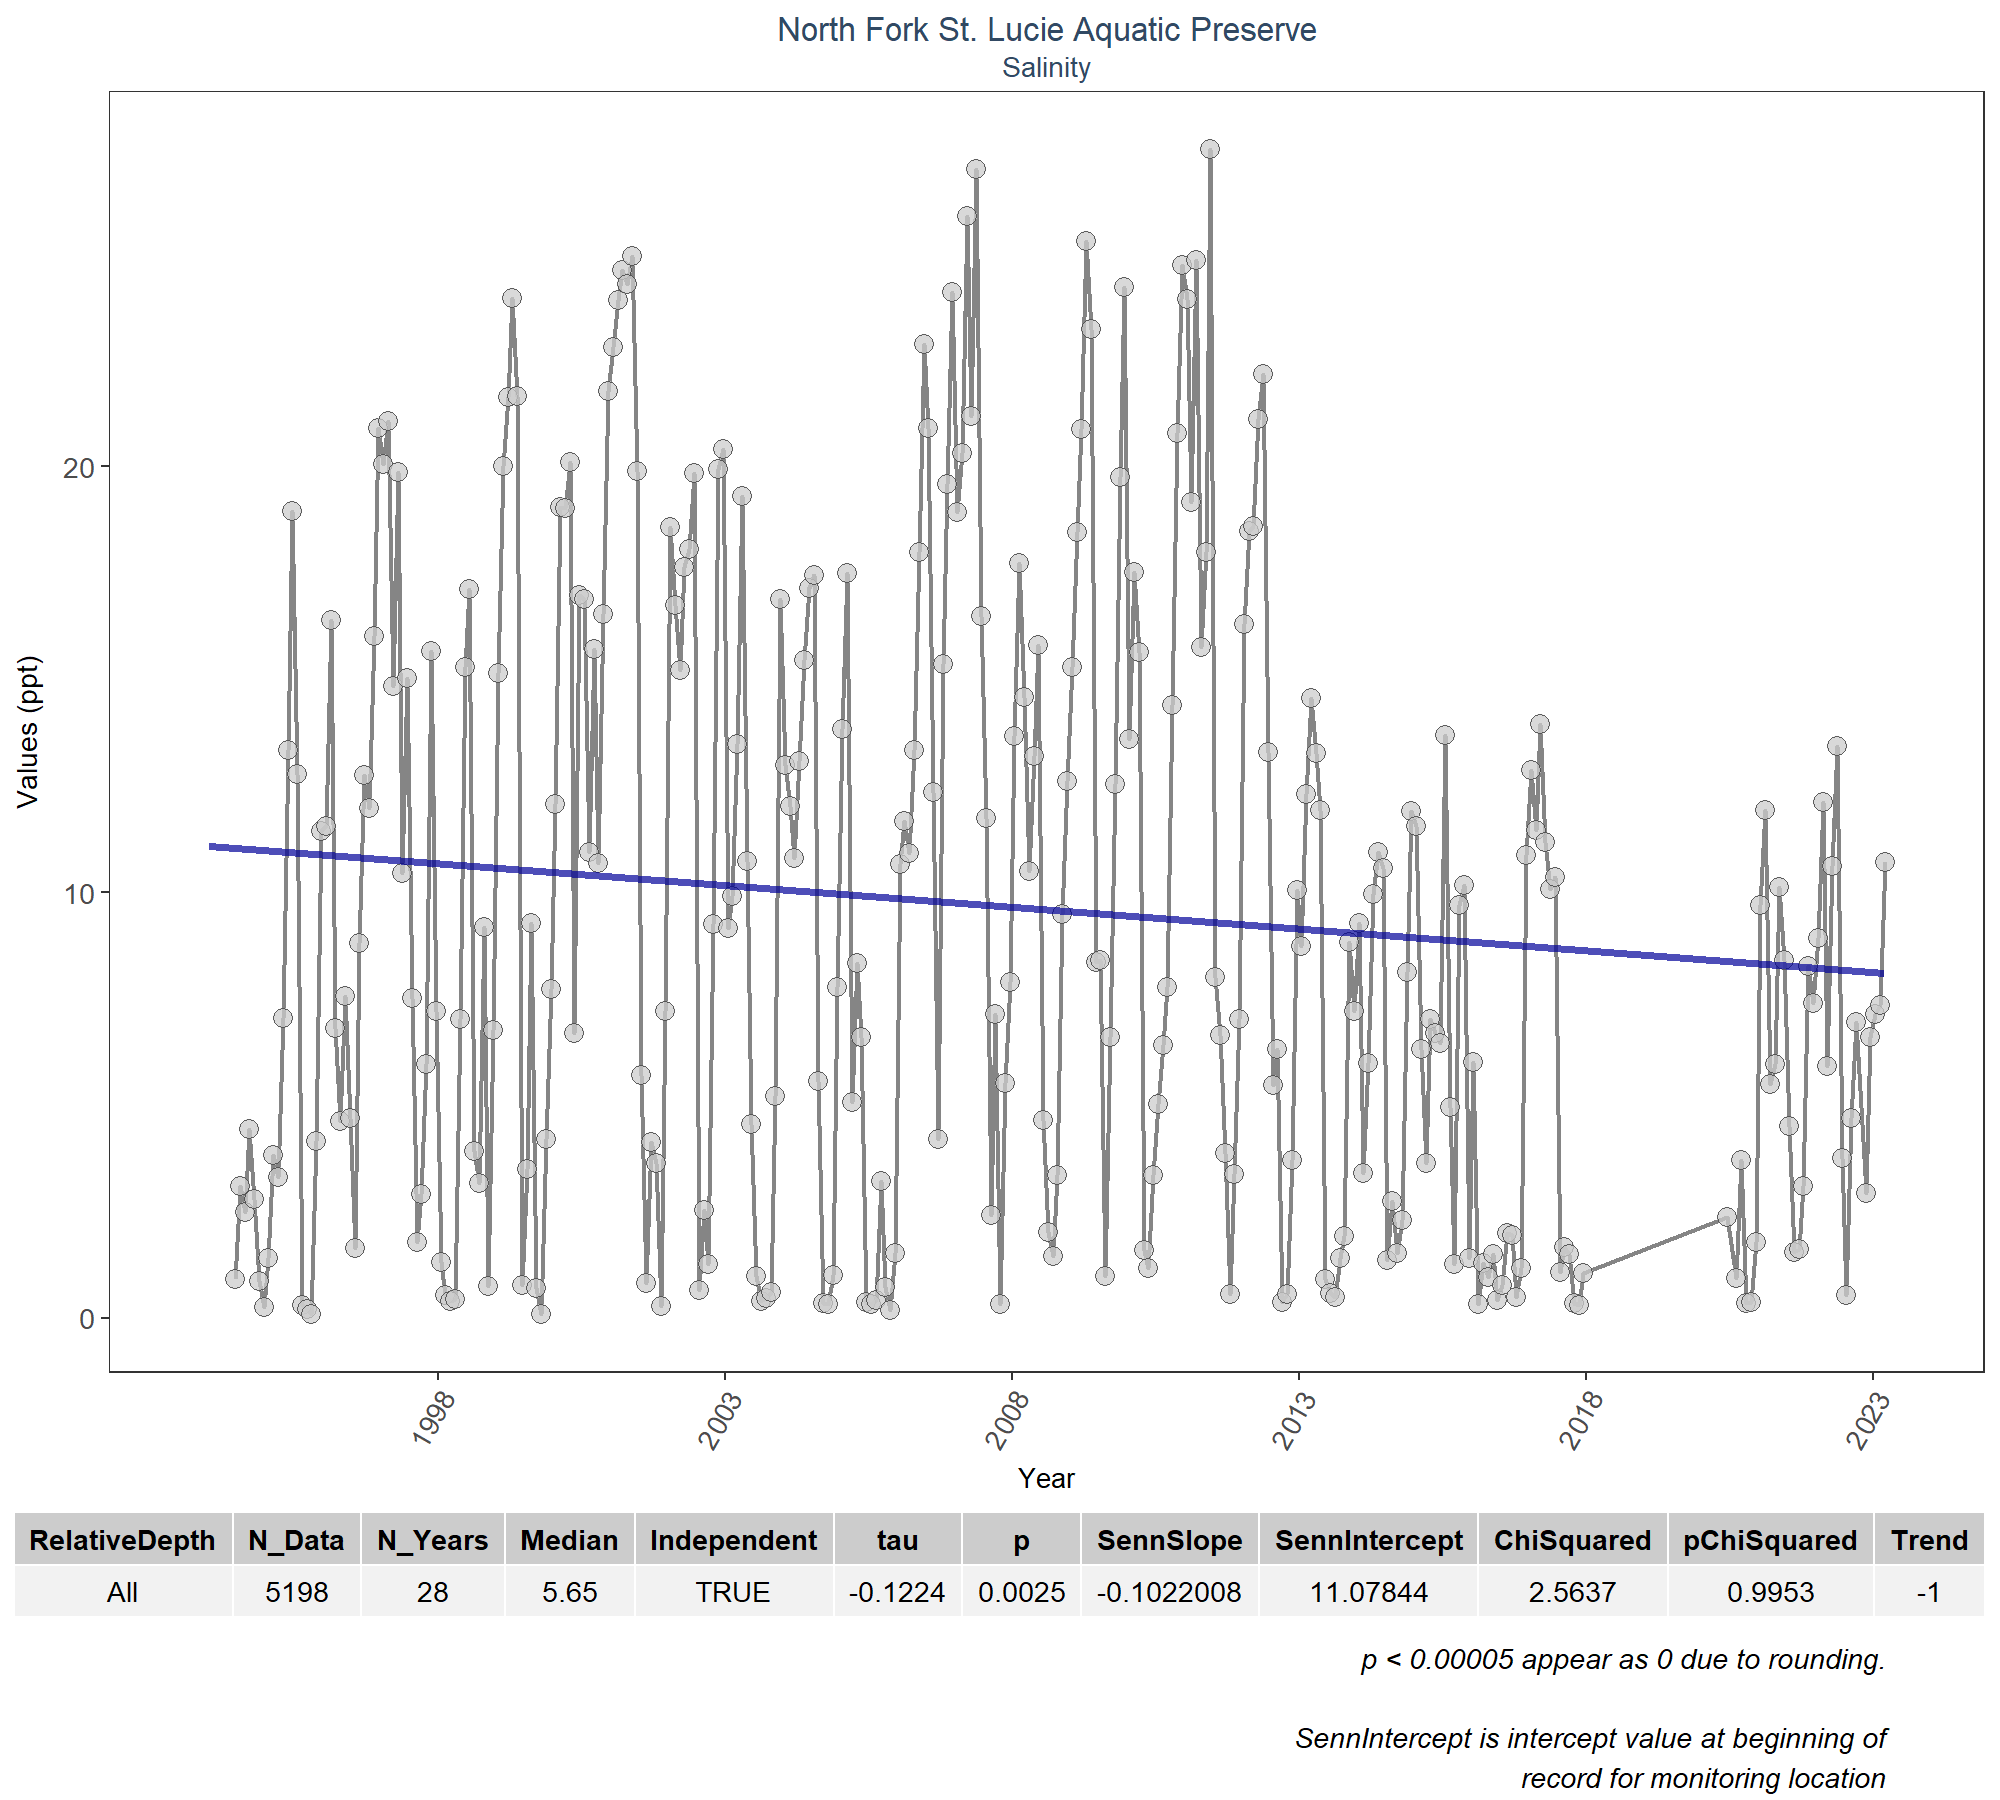 North Fork St. Lucie Aquatic Preserve
Salinity
Values (ppt)
20
10
0
1998 2003 2008 2013 2018 2023
Year
RelativeDepth N_Data N_Years Median Independent tau p SennSlope SennIntercept ChiSquared pChiSquared Trend
All 5198 28 5.65 TRUE -0.1224 0.0025 -0.1022008 11.07844 2.5637 0.9953 -1
p < 0.00005 appear as 0 due to rounding.
SennIntercept is intercept value at beginning of
record for monitoring location